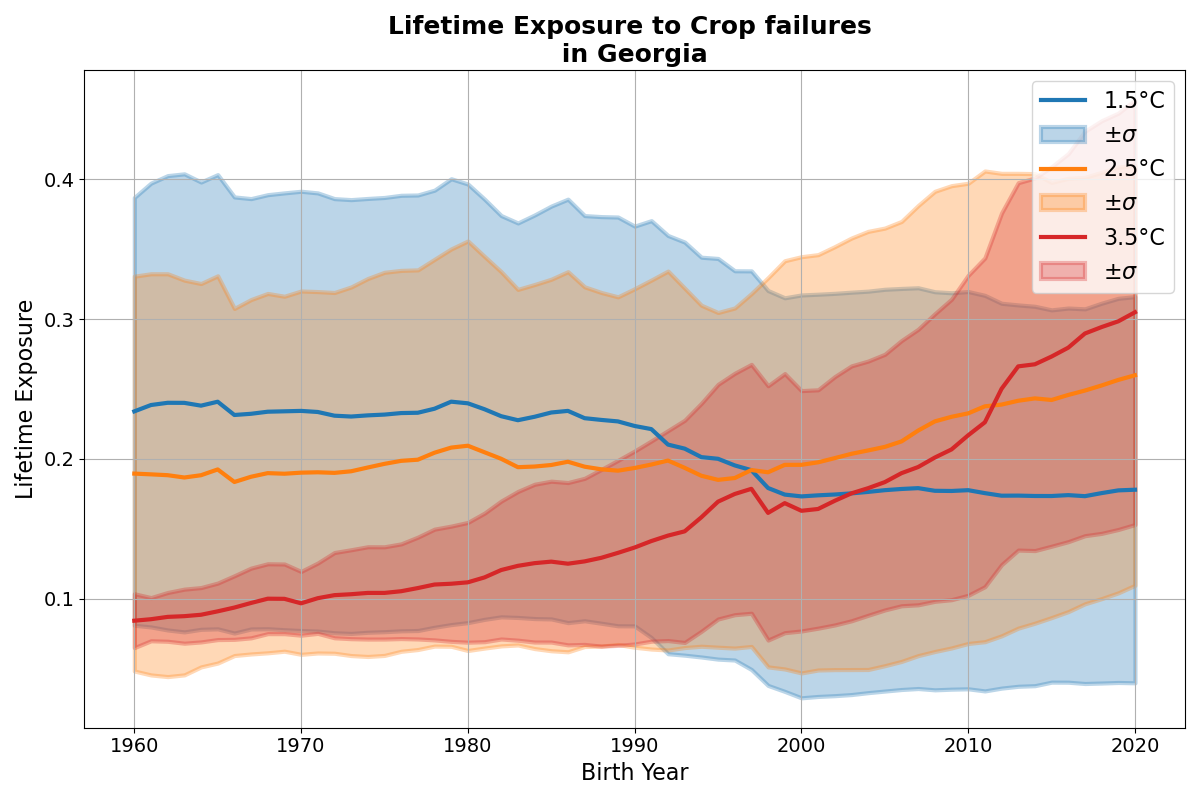 Lifetime Exposure to Crop failures
in Georgia
Lifetime Exposure
0.4
0.3
0.2
0.1
1.5°C
±σ
2.5°C
±σ
3.5°C
±σ
1960 1970 1980 1990 2000 2010 2020
Birth Year